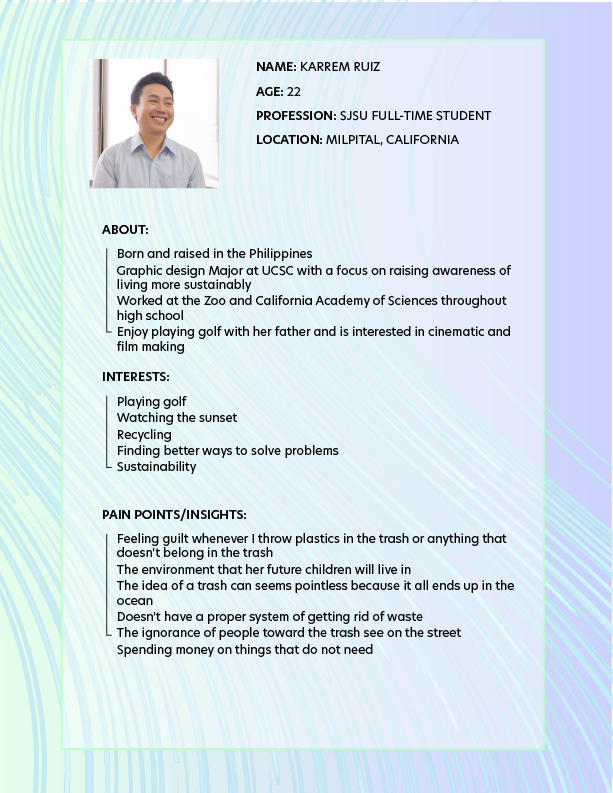 NAME: KARREM RUIZ
AGE: 22
PROFESSION: SJSU FULL-TIME STUDENT
LOCATION: MILPITAL, CALIFORNIA
ABOUT:
Born and raised in the Philippines
Graphic design Major at UCSC with a focus on raising awareness of
living more sustainably
Worked at the Zoo and California Academy of Sciences throughout
high school
Enjoy playing golf with her father and is interested in cinematic and
film making
INTERESTS:
Playing golf
Watching the sunset
Recycling
Finding better ways to solve problems
Sustainability
PAIN POINTS/INSIGHTS:
Feeling guilt whenever I throw plastics in the trash or anything that
doesn't belong in the trash
The environment that her future children will live in
The idea of a trash can seems pointless because it all ends up in the
ocean
Doesn't have a proper system of getting rid of waste
The ignorance of people toward the trash see on the street
Spending money on things that do not need